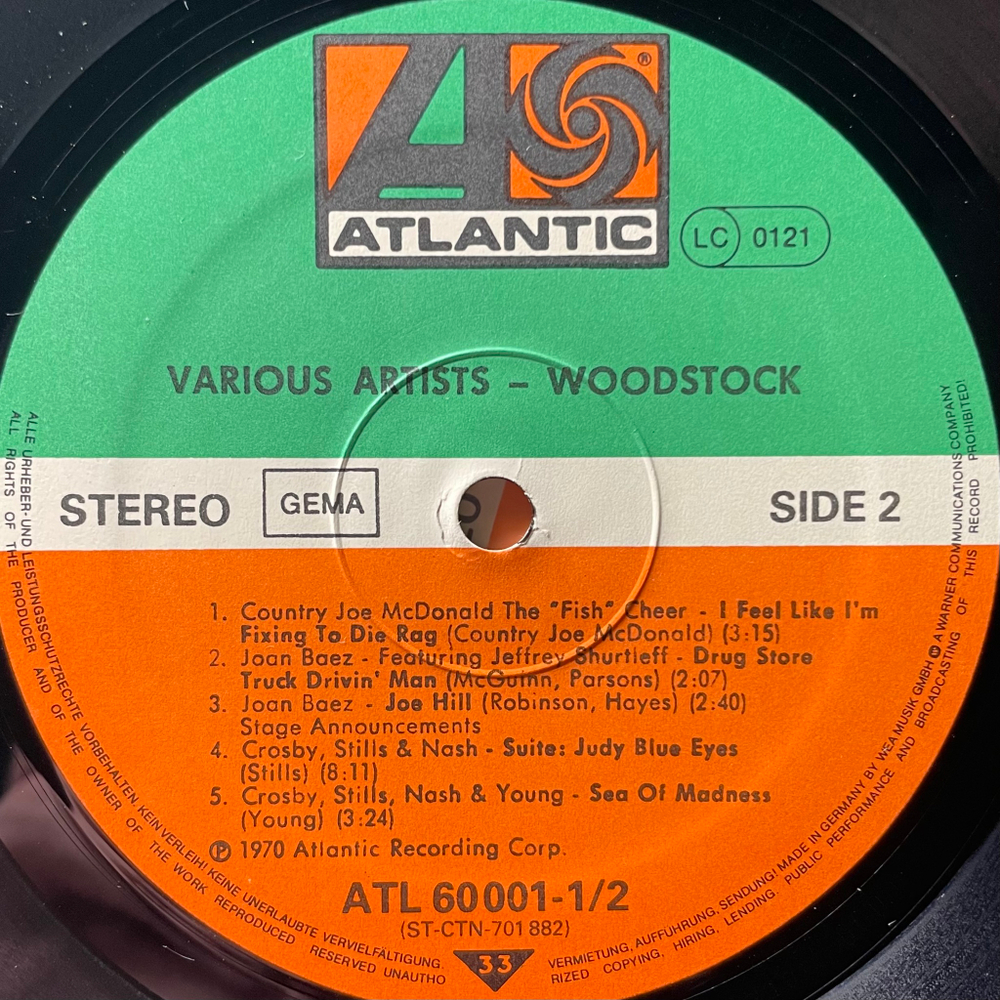 ATLANTIC
®
LC 0121
VARIOUS ARTISTS – WOODSTOCK
STEREO
GEMA
SIDE 2
1. Country Joe McDonald The "Fish" Cheer - I Feel Like I'm
Fixing To Die Rag (Country Joe McDonald) (3:15)
2. Joan Baez - Featuring Jeffrey Shurtleff - Drug Store
Truck Drivin' Man (McGuinn, Parsons) (2:07)
3. Joan Baez - Joe Hill (Robinson, Hayes) (2:40)
Stage Announcements
4. Crosby, Stills & Nash - Suite: Judy Blue Eyes
(Stills) (8:11)
5. Crosby, Stills, Nash & Young - Sea Of Madness
(Young) (3:24)
℗ 1970 Atlantic Recording Corp.
ATL 60001-1/2
(ST-CTN-701882)
33
ALLE URHEBER- UND LEISTUNGSSCHUTZRECHTE VORBEHALTEN. KEIN VERLEIH! KEINE UNERLAUBTE VERVIELFÄLTIGUNG,
VERMIETUNG, AUFFÜHRUNG, SENDUNG! MADE IN GERMANY BY WEA MUSIK GMBH A WARNER COMMUNICATIONS COMPANY
ALL RIGHTS OF THE PRODUCER AND OF THE OWNER OF THE WORK REPRODUCED RESERVED UNAUTHO
RIZED COPYING, HIRING, LENDING PUBLIC PERFORMANCE AND BROADCASTING OF THIS RECORD PROHIBITED!